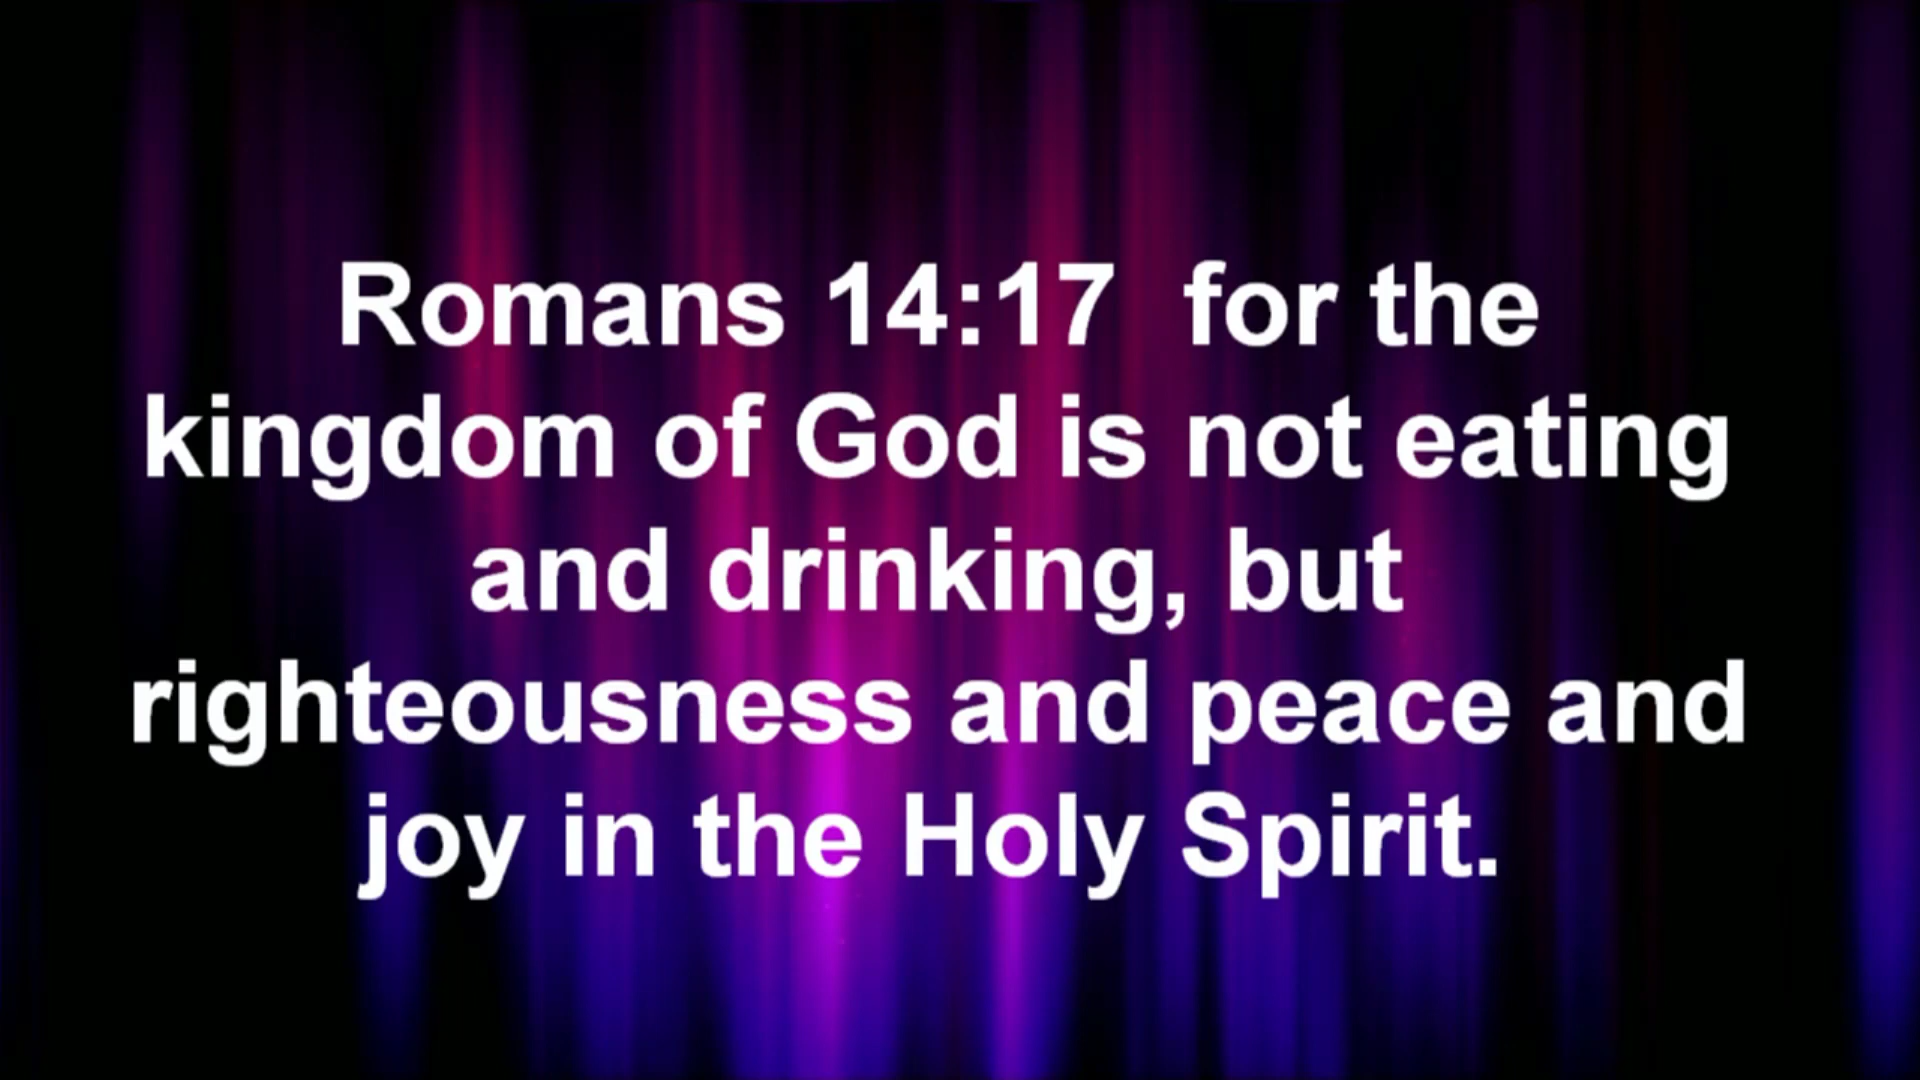 Romans 14:17  for the
kingdom of God is not eating
and drinking, but
righteousness and peace and
joy in the Holy Spirit.